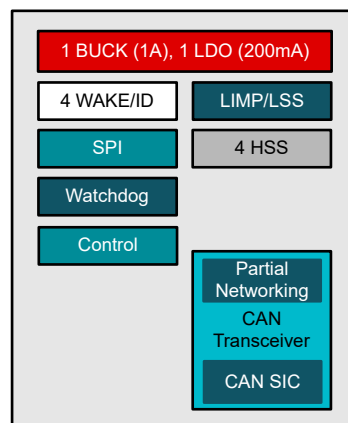 1 BUCK (1A), 1 LDO (200mA)
4 WAKE/ID
LIMP/LSS
SPI
4 HSS
Watchdog
Control
Partial
Networking
CAN
Transceiver
CAN SIC